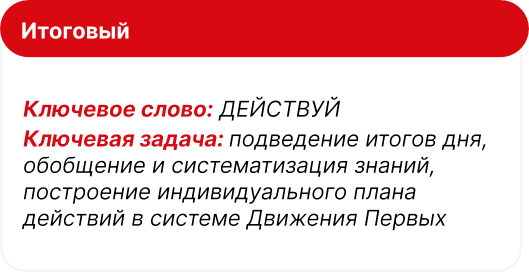 Итоговый
Ключевое слово: ДЕЙСТВУЙ
Ключевая задача: подведение итогов дня,
обобщение и систематизация знаний,
построение индивидуального плана
действий в системе Движения Первых